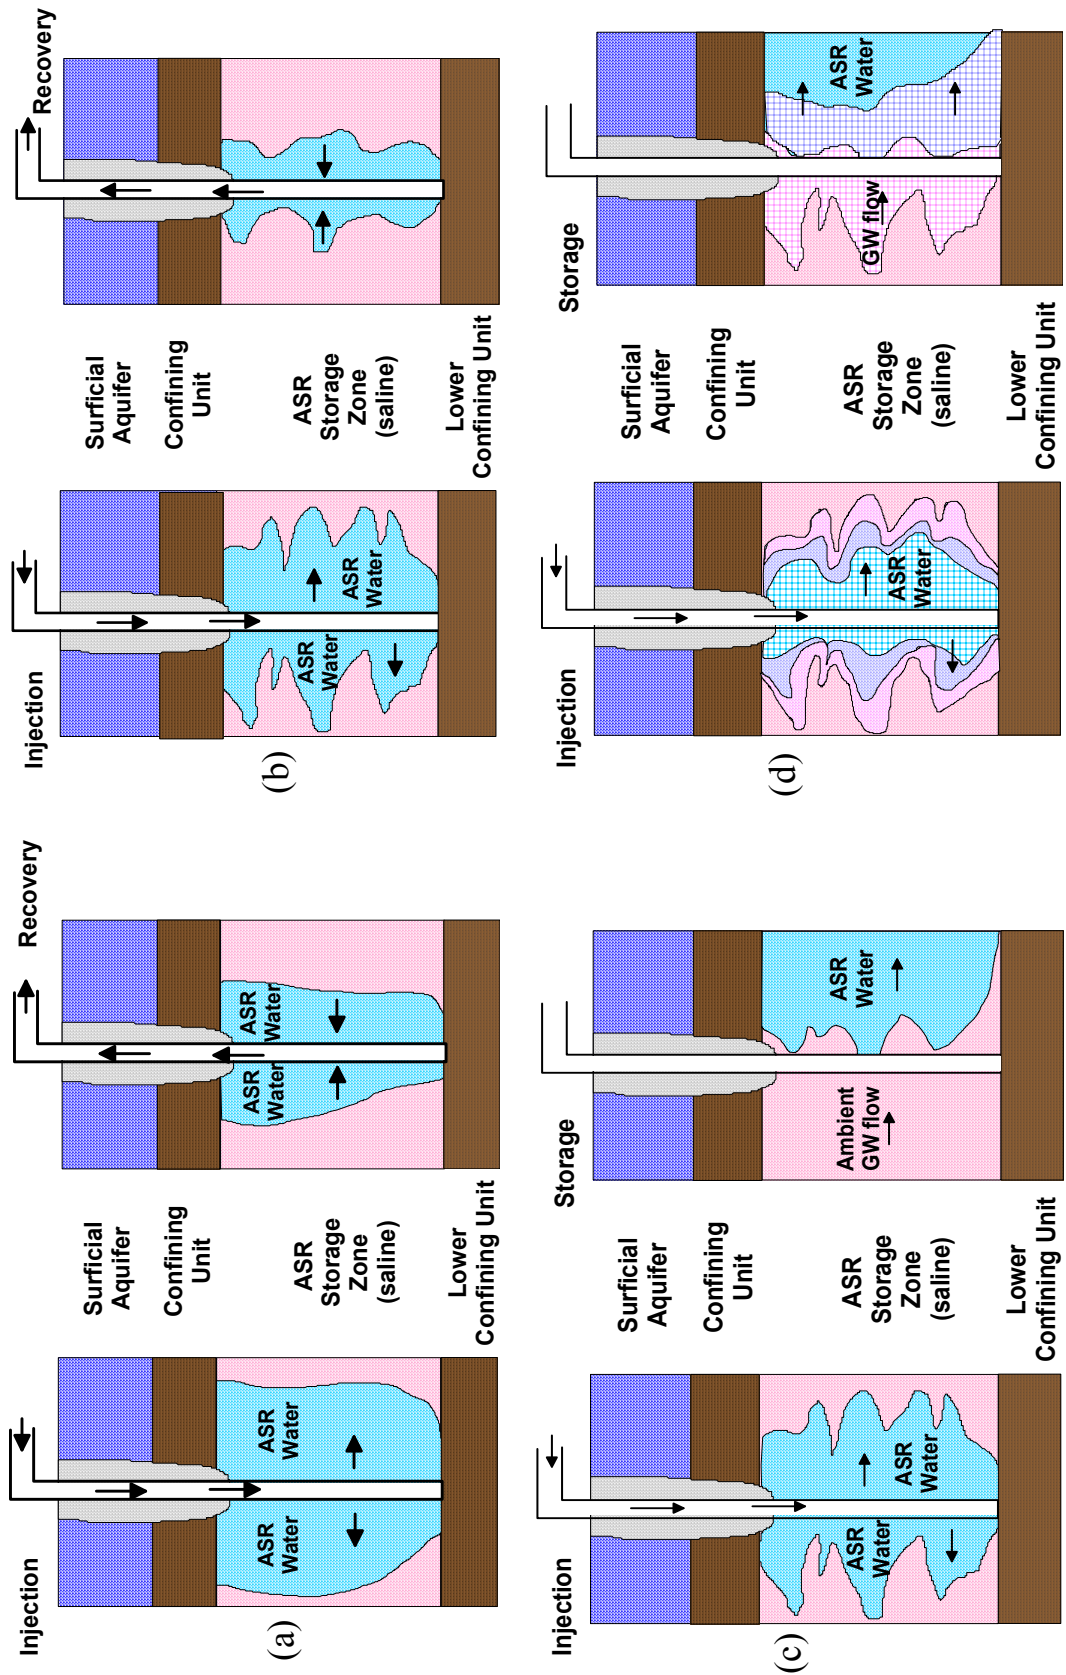 (a)
Injection
ASR
Water
ASR
Water
Surficial
Aquifer
Confining
Unit
ASR
Storage
Zone
(saline)
Lower
Confining Unit
Recovery
ASR
Water
ASR
Water
(b)
Injection
ASR
Water
ASR
Water
Surficial
Aquifer
Confining
Unit
ASR
Storage
Zone
(saline)
Lower
Confining Unit
Recovery
(c)
Injection
ASR
Water
ASR
Water
Surficial
Aquifer
Confining
Unit
ASR
Storage
Zone
(saline)
Lower
Confining Unit
Storage
Ambient
GW flow
ASR
Water
(d)
Injection
ASR
Water
Surficial
Aquifer
Confining
Unit
ASR
Storage
Zone
(saline)
Lower
Confining Unit
Storage
GW flow
ASR
Water